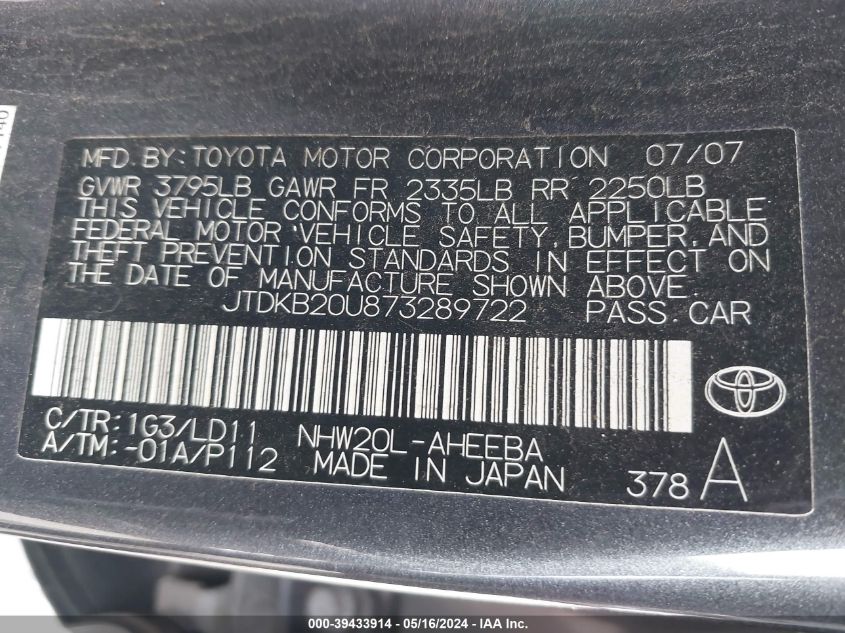 MFD.BY:TOYOTA MOTOR CORPORATION 07/07
GVWR 3795LB GAWR FR 2335LB RR 2250LB
THIS VEHICLE CONFORMS TO ALL APPLICABLE
FEDERAL MOTOR VEHICLE SAFETY,BUMPER,AND
THEFT PREVENTION STANDARDS IN EFFECT ON
THE DATE OF MANUFACTURE SHOWN ABOVE.
JTDKB20U873289722 PASS.CAR
C/TR:1G3/LD11 NHW20L-AHEEBA
A/TM:-01A/P112 MADE IN JAPAN 378 A
000-39433914 - 05/16/2024 - IAA Inc.